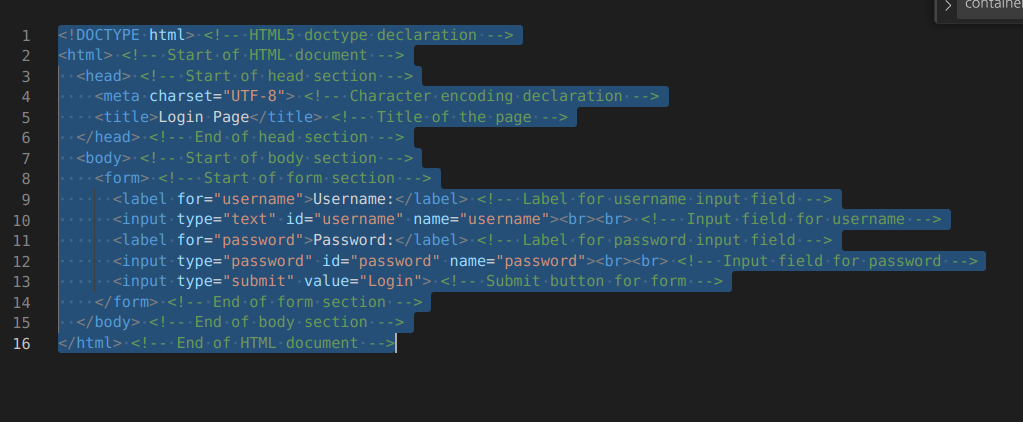 container
1 <!DOCTYPE html> <!-- HTML5 doctype declaration -->
2 <html> <!-- Start of HTML document -->
3   <head> <!-- Start of head section -->
4     <meta charset="UTF-8"> <!-- Character encoding declaration -->
5     <title>Login Page</title> <!-- Title of the page -->
6   </head> <!-- End of head section -->
7   <body> <!-- Start of body section -->
8     <form> <!-- Start of form section -->
9       <label for="username">Username:</label> <!-- Label for username input field -->
10       <input type="text" id="username" name="username"><br><br> <!-- Input field for username -->
11       <label for="password">Password:</label> <!-- Label for password input field -->
12       <input type="password" id="password" name="password"><br><br> <!-- Input field for password -->
13       <input type="submit" value="Login"> <!-- Submit button for form -->
14     </form> <!-- End of form section -->
15   </body> <!-- End of body section -->
16 </html> <!-- End of HTML document -->